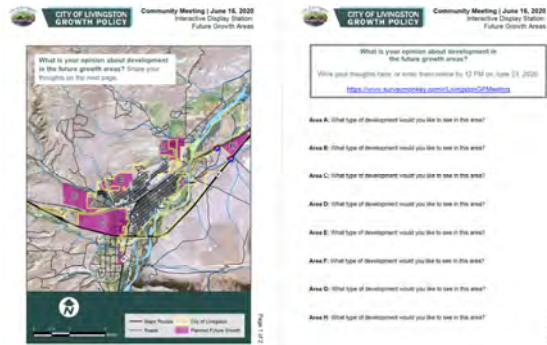 CITY OF LIVINGSTON
GROWTH POLICY
Community Meeting | June 16, 2020
Interactive Display Station:
Future Growth Areas
What is your opinion about development
in the future growth areas? Share your
thoughts on the next page.
N
Major Routes
City of Livingston
Roads
Planned Future Growth
Page 1 of 2
CITY OF LIVINGSTON
GROWTH POLICY
Community Meeting | June 16, 2020
Interactive Display Station:
Future Growth Areas
What is your opinion about development in
the future growth areas?
Write your thoughts here, or enter them online by 12 PM on June 23, 2020
https://www.surveymonkey.com/r/LivingstonGPMeeting
Area A: What type of development would you like to see in this area?
Area B: What type of development would you like to see in this area?
Area C: What type of development would you like to see in this area?
Area D: What type of development would you like to see in this area?
Area E: What type of development would you like to see in this area?
Area F: What type of development would you like to see in this area?
Area G: What type of development would you like to see in this area?
Area H: What type of development would you like to see in this area?